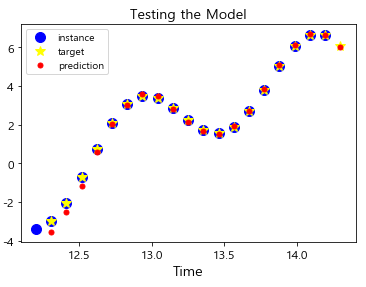 Testing the Model
instance
target
prediction
6
4
2
0
-2
-4
12.5 13.0 13.5 14.0
Time